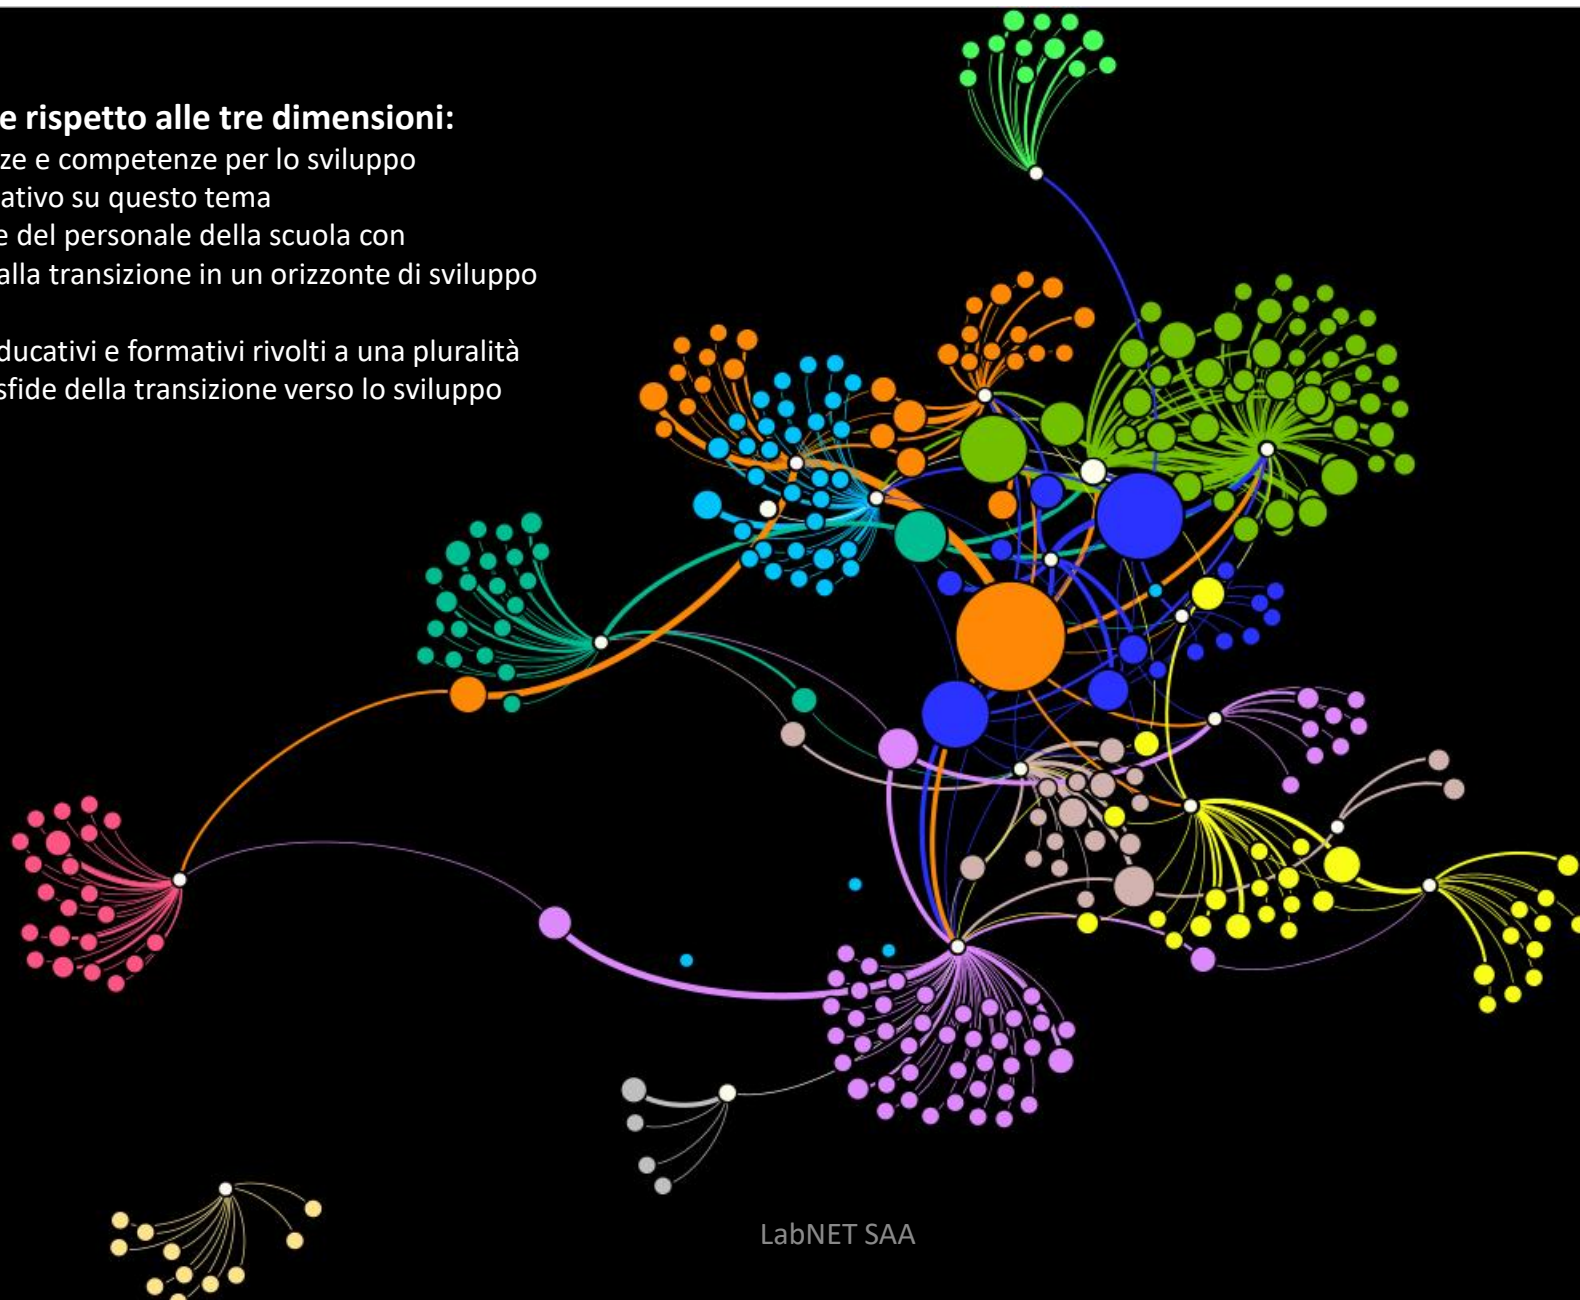 e rispetto alle tre dimensioni:
ze e competenze per lo sviluppo
ativo su questo tema
e del personale della scuola con
alla transizione in un orizzonte di sviluppo
ducativi e formativi rivolti a una pluralità
sfide della transizione verso lo sviluppo
LabNET SAA